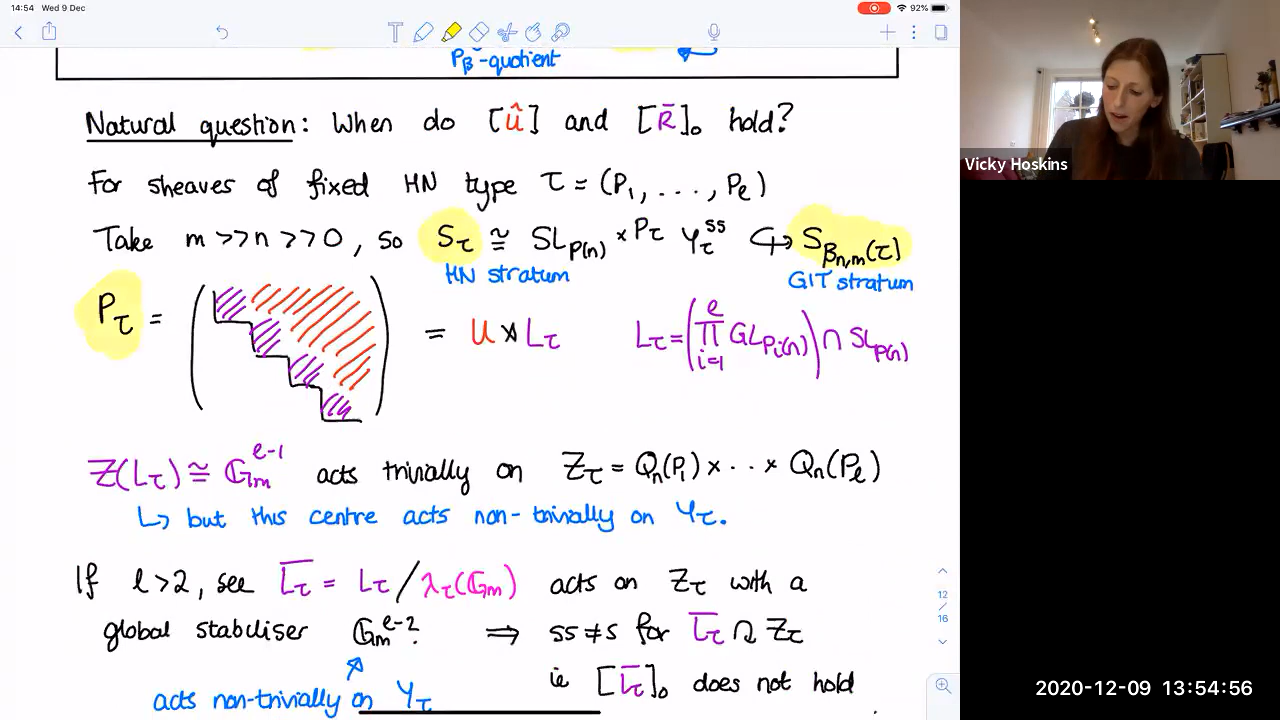 14:54 Wed 9 Dec
92%
P_β-quotient
Natural question: When do [Û] and [R̄]₀ hold?
For sheaves of fixed HN type τ = (P₁, . . . , P_ℓ)
Take m >> n >> 0, so S_τ ≅ SL_{P(n)} ×^{P_τ} Y_τ^{ss} ↪ S_{β_{n,m}(τ)}
HN stratum
GIT stratum
P_τ = ( ) = U ⋊ L_τ L_τ = (∏_{i=1}^{ℓ} GL_{P_i(n)}) ∩ SL_{P(n)}
Z(L_τ) ≅ G_m^{ℓ-1} acts trivially on Z_τ = Q_n(P₁) × ·· × Q_n(P_ℓ)
↳ but this centre acts non-trivially on Y_τ.
If ℓ > 2, see L̄_τ = L_τ / λ_τ(G_m) acts on Z_τ with a
global stabiliser G_m^{ℓ-2}. ⟹ ss ≠ s for L̄_τ ↷ Z_τ
ie [L̄_τ]₀ does not hold
acts non-trivially on Y_τ
Vicky Hoskins
12
/
16
2020-12-09 13:54:56